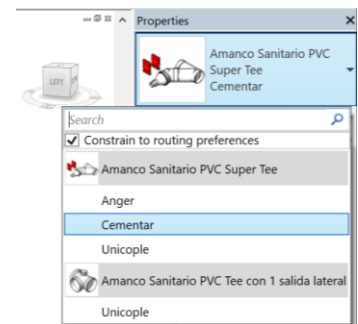 Properties
LEFT
Amanco Sanitario PVC
Super Tee
Cementar
Search
Constrain to routing preferences
Amanco Sanitario PVC Super Tee
Anger
Cementar
Unicople
Amanco Sanitario PVC Tee con 1 salida lateral
Unicople